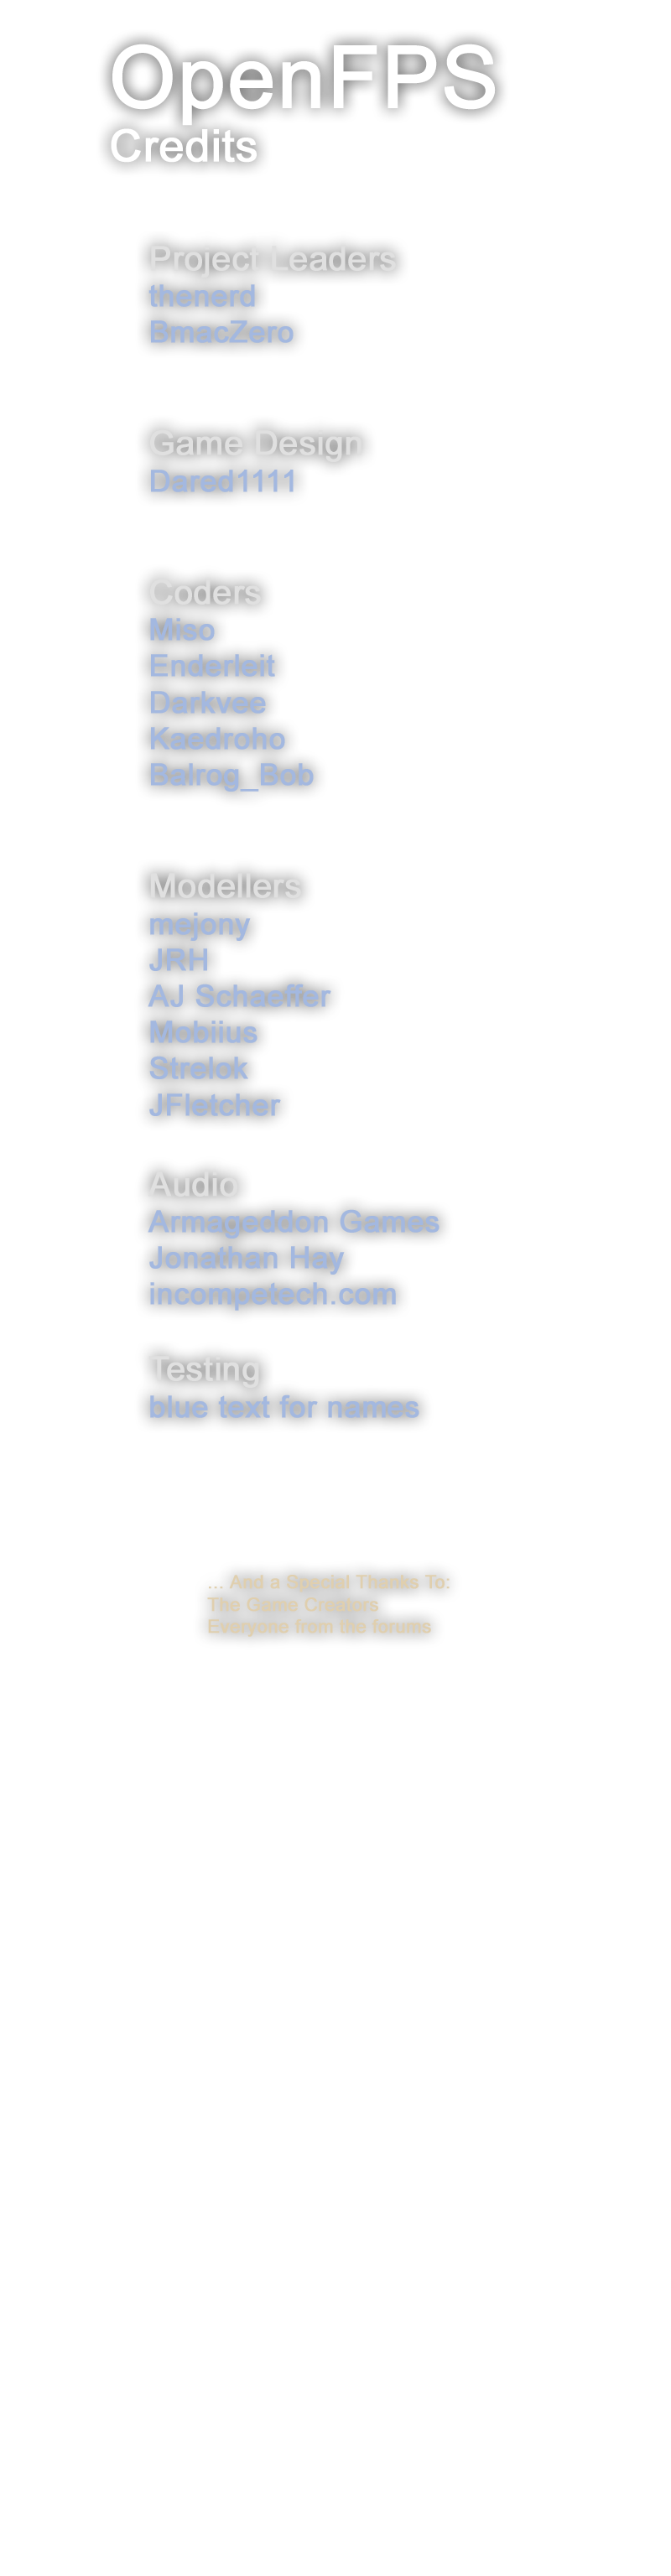 OpenFPS
Credits
Project Leaders
thenerd
BmacZero
Game Design
Dared1111
Coders
Miso
Enderleit
Darkvee
Kaedroho
Balrog_Bob
Modellers
mejony
JRH
AJ Schaeffer
Mobiius
Strelok
JFletcher
Audio
Armageddon Games
Jonathan Hay
incompetech.com
Testing
blue text for names
... And a Special Thanks To:
The Game Creators
Everyone from the forums